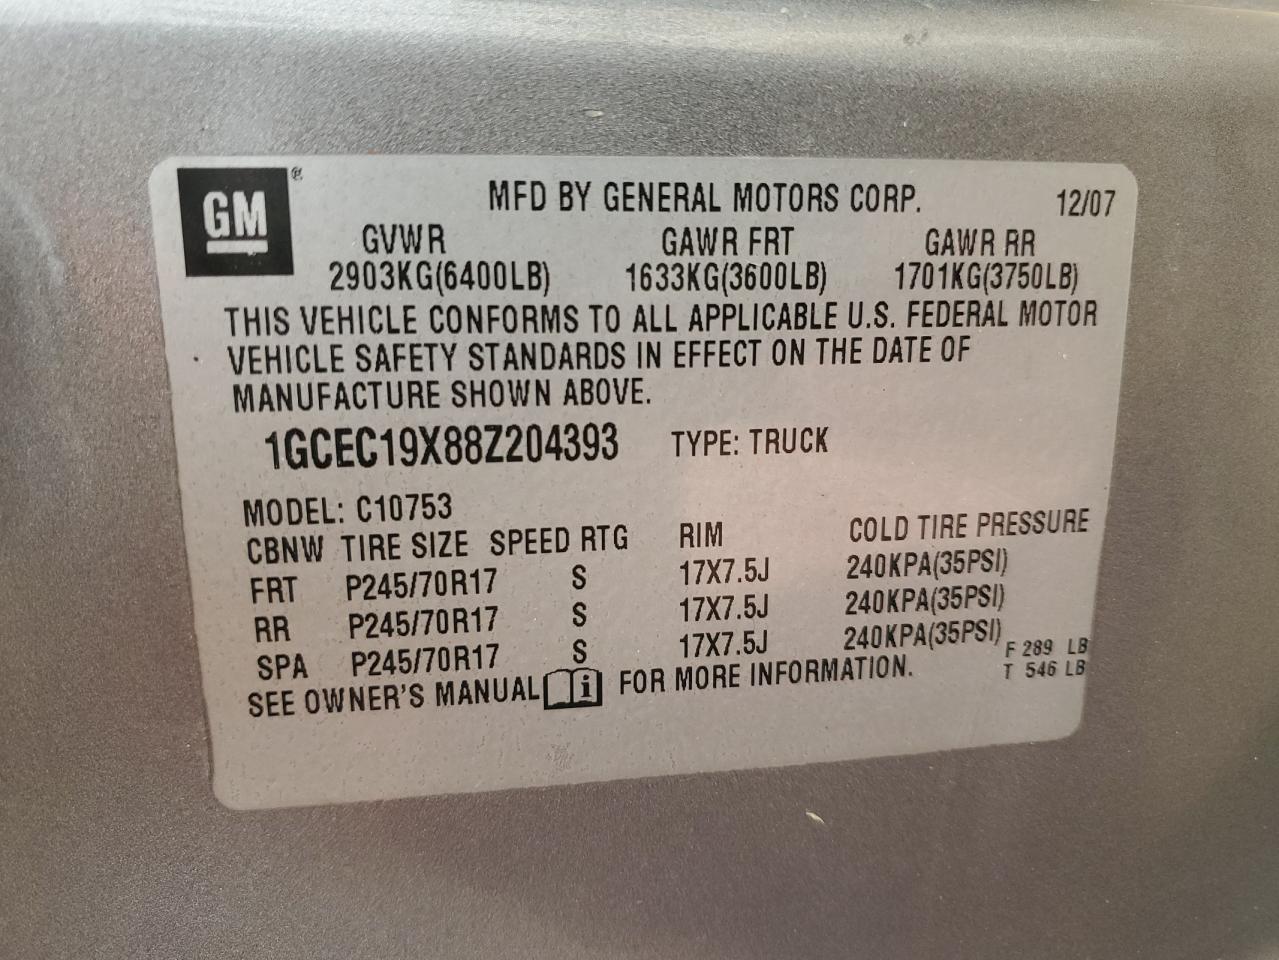 GM®
MFD BY GENERAL MOTORS CORP. 12/07
GVWR GAWR FRT GAWR RR
2903KG(6400LB) 1633KG(3600LB) 1701KG(3750LB)
THIS VEHICLE CONFORMS TO ALL APPLICABLE U.S. FEDERAL MOTOR
VEHICLE SAFETY STANDARDS IN EFFECT ON THE DATE OF
MANUFACTURE SHOWN ABOVE.
1GCEC19X88Z204393 TYPE: TRUCK
MODEL: C10753
CBNW TIRE SIZE SPEED RTG RIM COLD TIRE PRESSURE
FRT P245/70R17 S 17X7.5J 240KPA(35PSI)
RR P245/70R17 S 17X7.5J 240KPA(35PSI)
SPA P245/70R17 S 17X7.5J 240KPA(35PSI)
F 289 LB
T 546 LB
SEE OWNER'S MANUAL i FOR MORE INFORMATION.